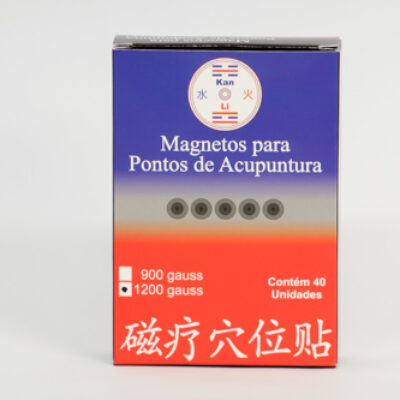 Kan
水 火
Li
Magnetos para
Pontos de Acupuntura
900 gauss
1200 gauss
Contém 40
Unidades
磁疗穴位贴